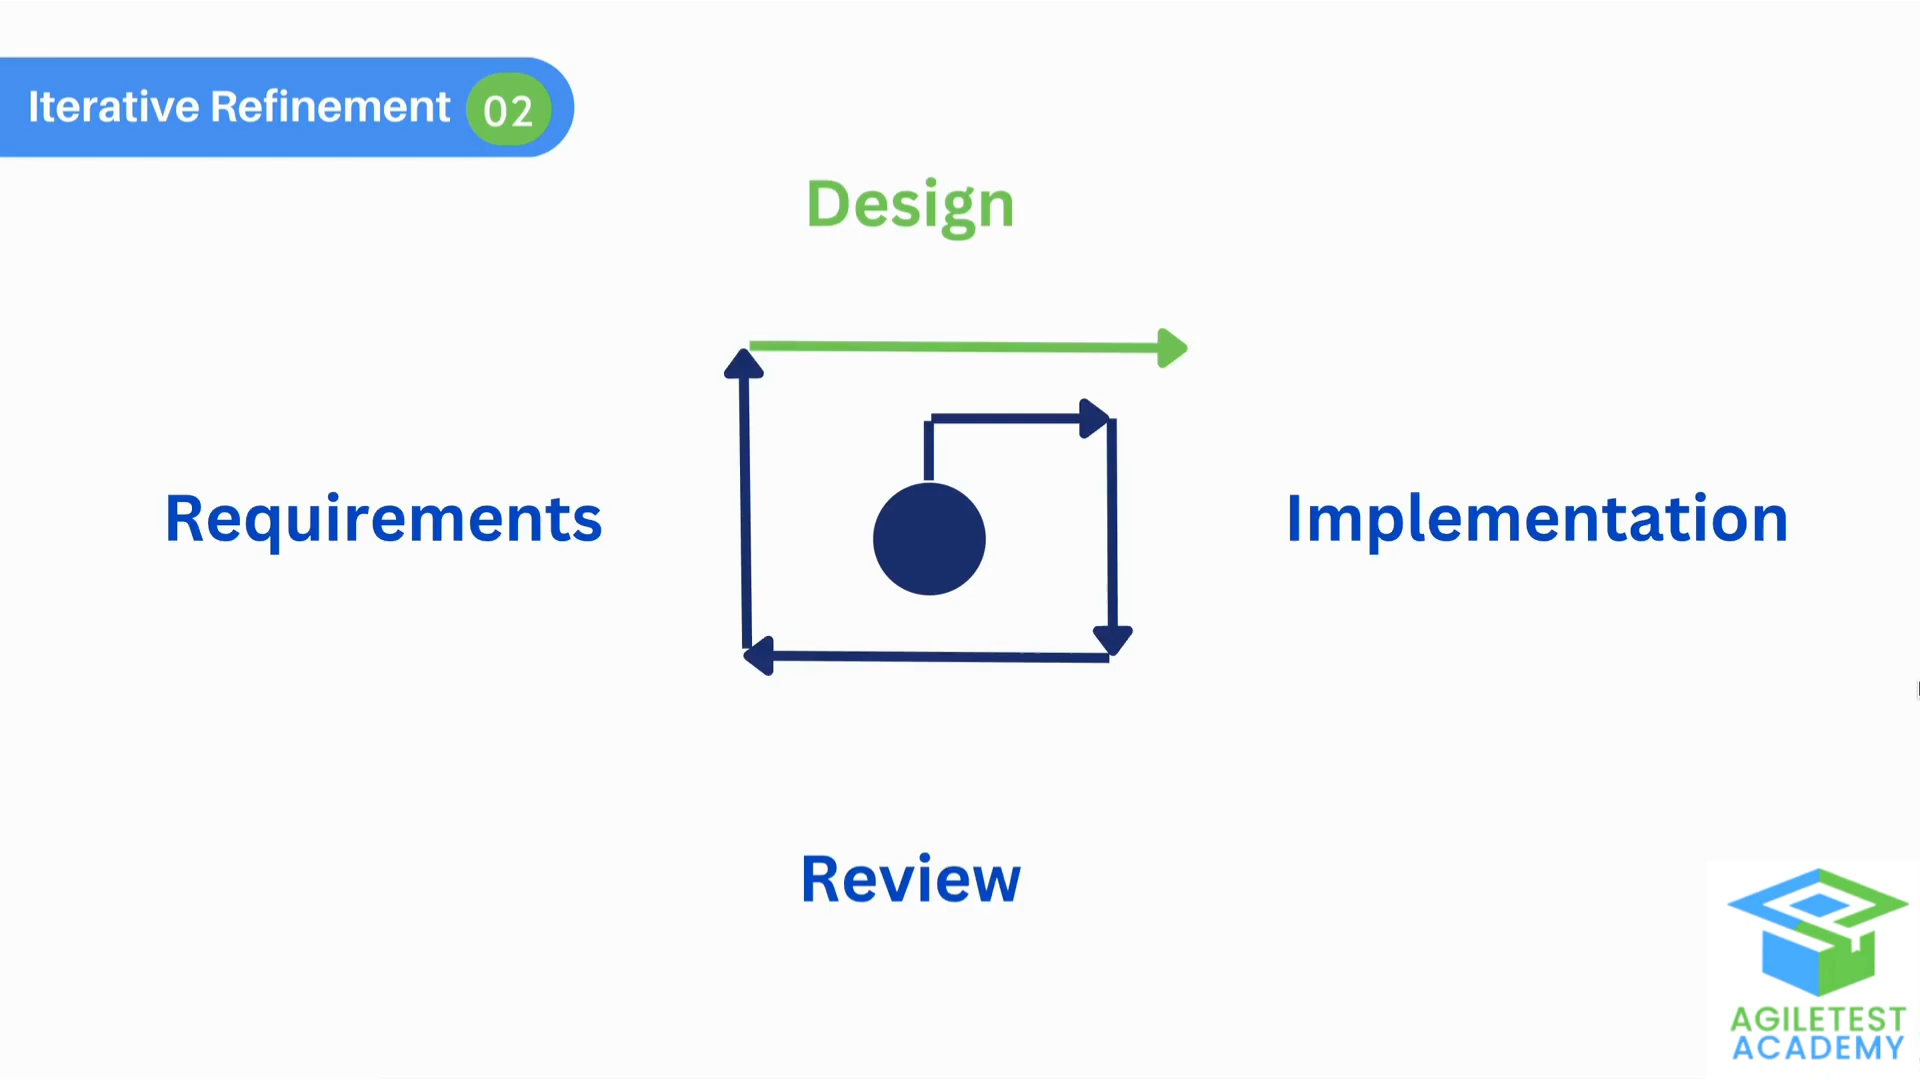 Iterative Refinement 02
Design
Requirements
Implementation
Review
AGILETEST
ACADEMY